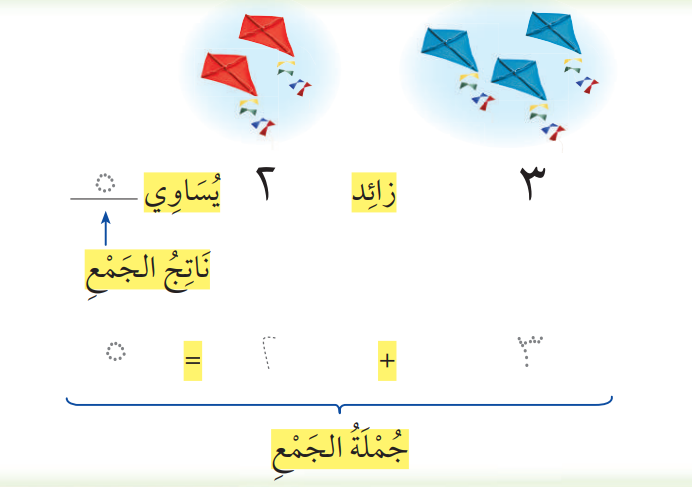 ٣ زائِد ٢ يُسَاوِي ٥
نَاتِجُ الجَمْعِ
٣ + ٢ = ٥
جُمْلَةُ الجَمْعِ